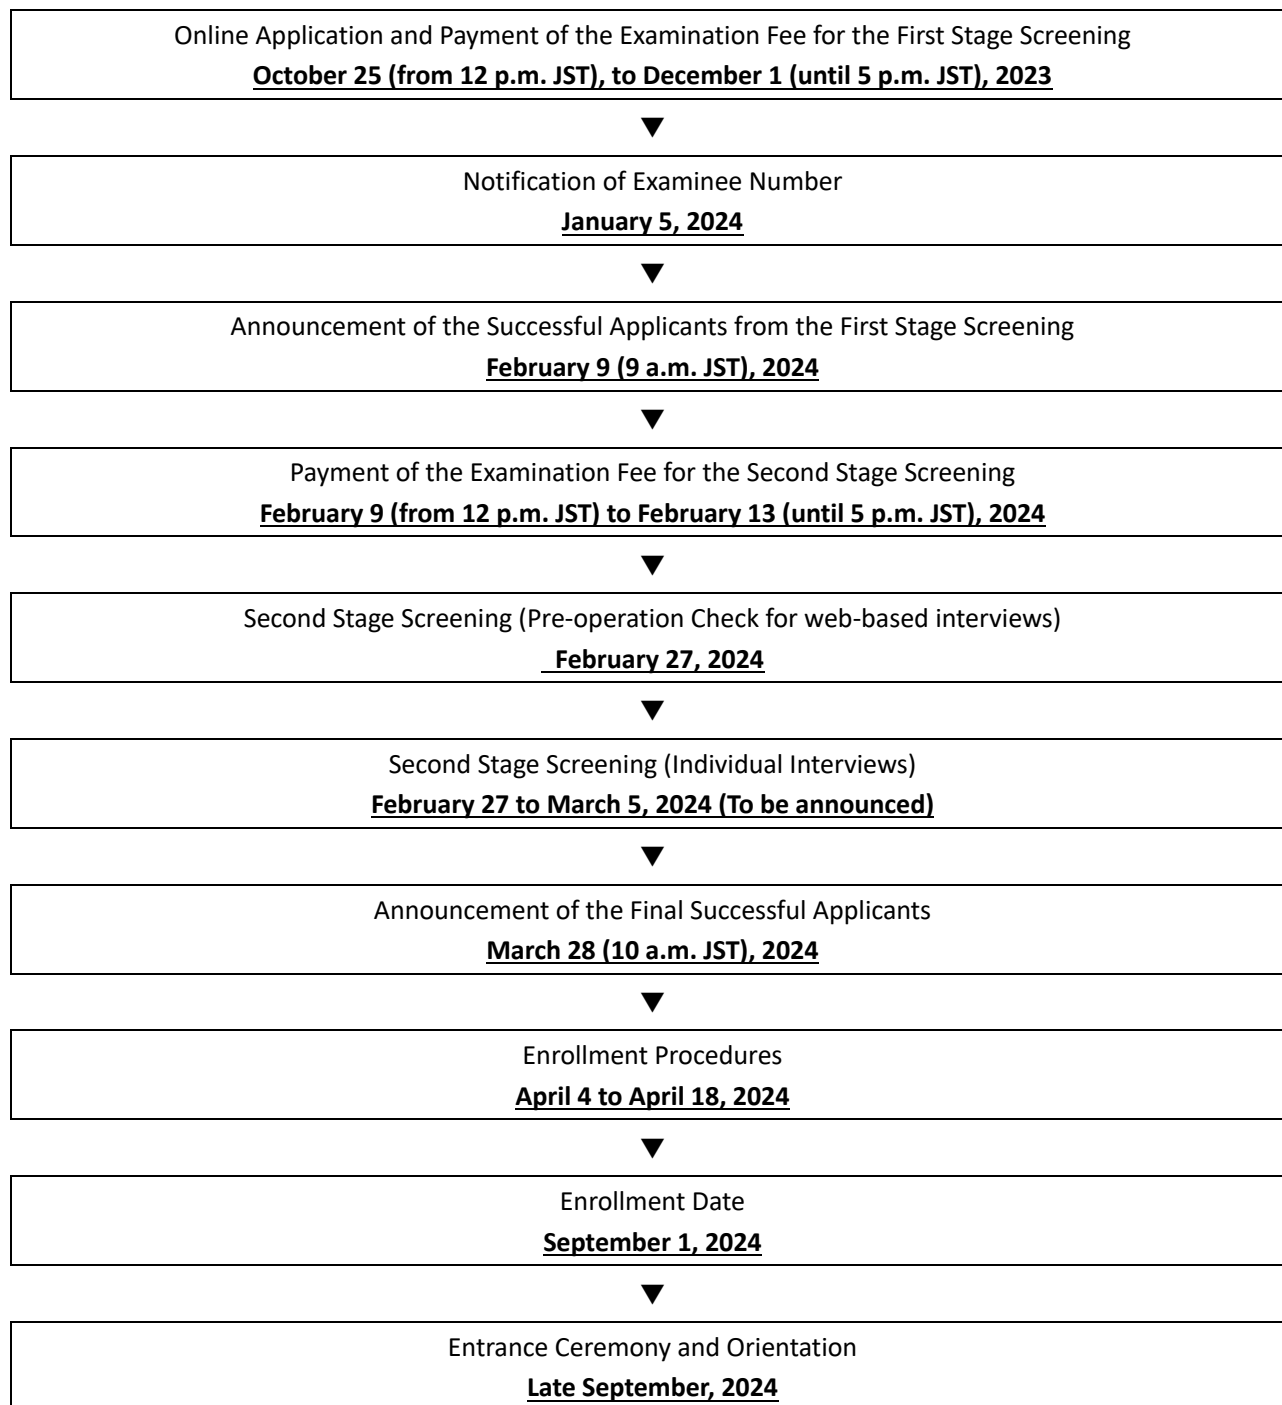 Online Application and Payment of the Examination Fee for the First Stage Screening
October 25 (from 12 p.m. JST), to December 1 (until 5 p.m. JST), 2023
▼
Notification of Examinee Number
January 5, 2024
▼
Announcement of the Successful Applicants from the First Stage Screening
February 9 (9 a.m. JST), 2024
▼
Payment of the Examination Fee for the Second Stage Screening
February 9 (from 12 p.m. JST) to February 13 (until 5 p.m. JST), 2024
▼
Second Stage Screening (Pre-operation Check for web-based interviews)
February 27, 2024
▼
Second Stage Screening (Individual Interviews)
February 27 to March 5, 2024 (To be announced)
▼
Announcement of the Final Successful Applicants
March 28 (10 a.m. JST), 2024
▼
Enrollment Procedures
April 4 to April 18, 2024
▼
Enrollment Date
September 1, 2024
▼
Entrance Ceremony and Orientation
Late September, 2024